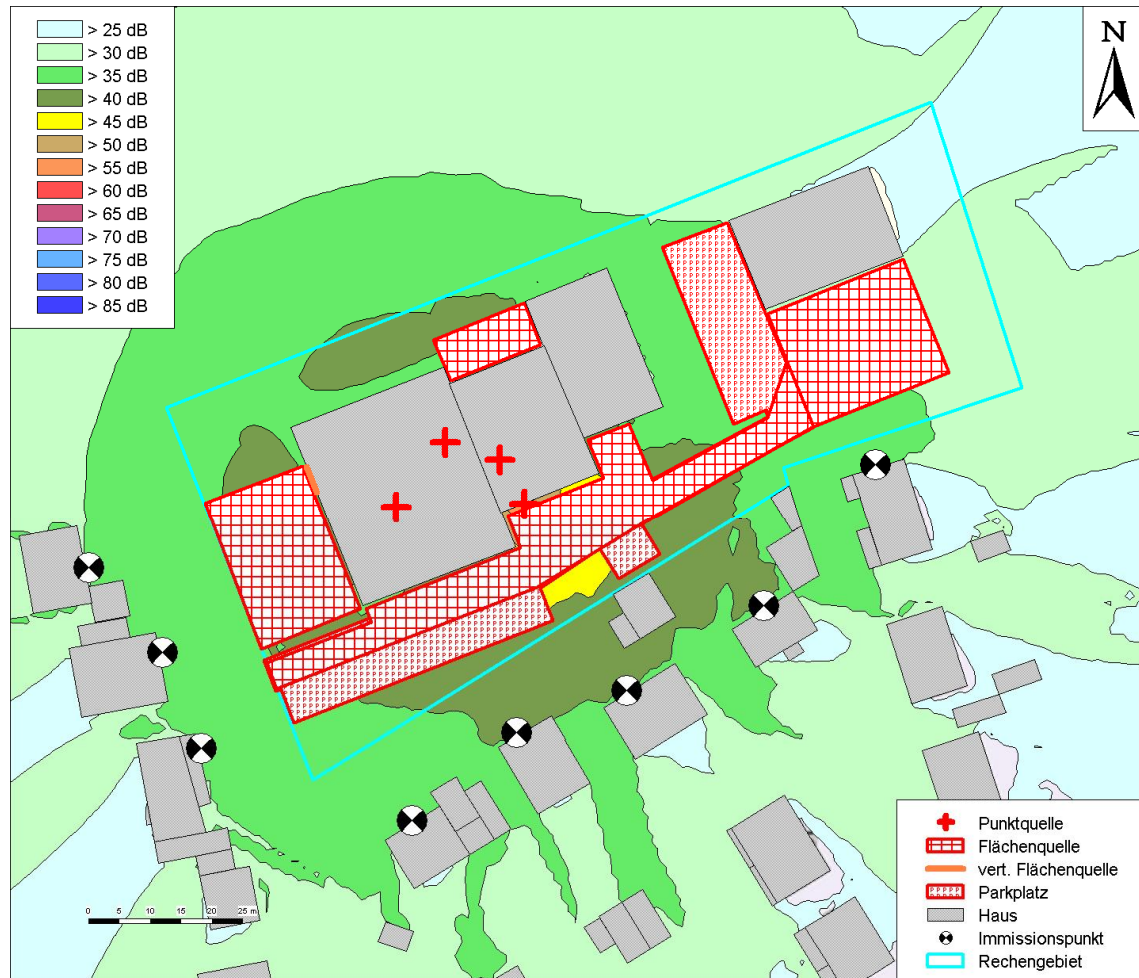 > 25 dB
> 30 dB
> 35 dB
> 40 dB
> 45 dB
> 50 dB
> 55 dB
> 60 dB
> 65 dB
> 70 dB
> 75 dB
> 80 dB
> 85 dB
N
0 5 10 15 20 25 m
Punktquelle
Flächenquelle
vert. Flächenquelle
Parkplatz
Haus
Immissionspunkt
Rechengebiet